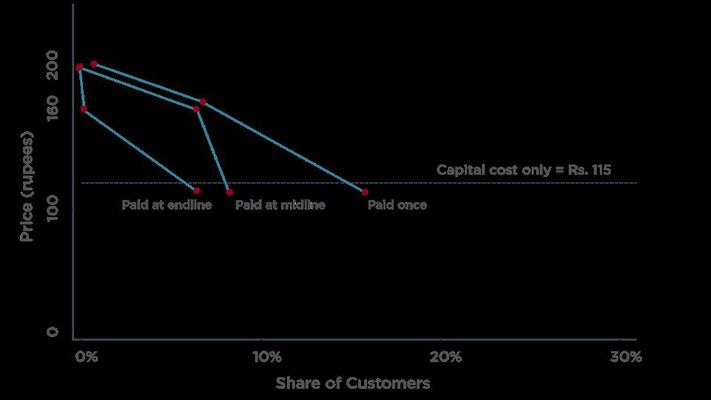 200
160
100
0
Price (rupees)
Capital cost only = Rs. 115
Paid at endline
Paid at midline
Paid once
0%
10%
20%
30%
Share of Customers